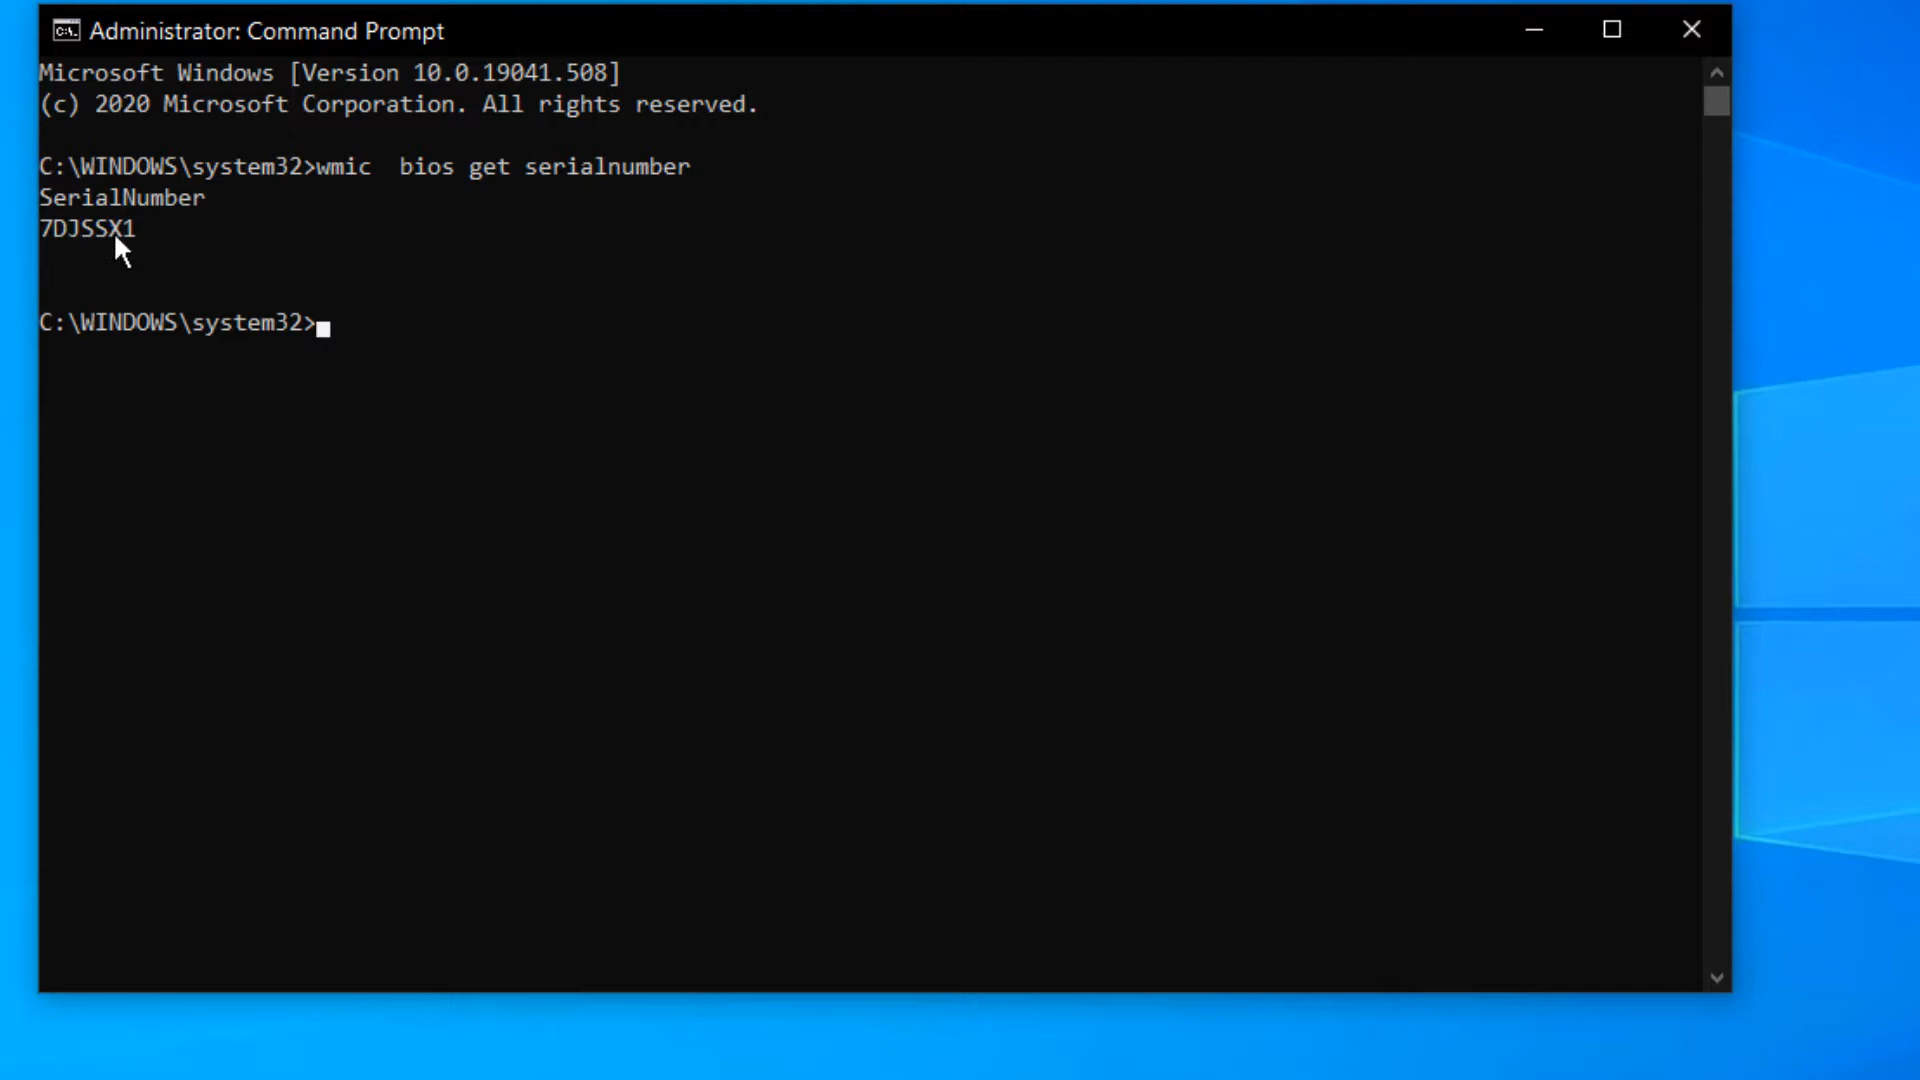 Administrator: Command Prompt
Microsoft Windows [Version 10.0.19041.508]
(c) 2020 Microsoft Corporation. All rights reserved.
C:\WINDOWS\system32>wmic  bios get serialnumber
SerialNumber
7DJSSX1
C:\WINDOWS\system32>